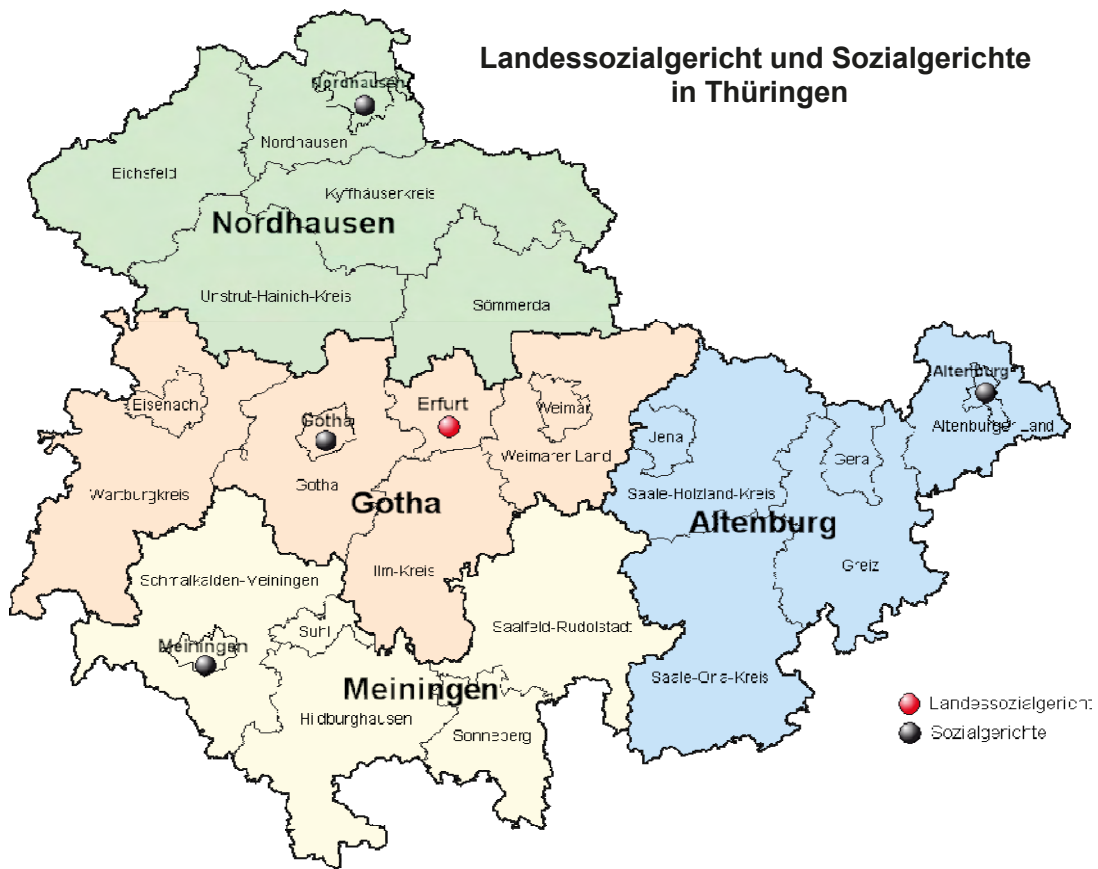 Landessozialgericht und Sozialgerichte
in Thüringen
Nordhausen
Nordhausen
Eichsfeld
Kyffhäuserkreis
Nordhausen
Unstrut-Hainich-Kreis
Sömmerda
Altenburg
Eisenach
Gotha
Erfurt
Weimar
Jena
Altenburger Land
Weimarer Land
Gera
Wartburgkreis
Gotha
Gotha
Saale-Holzland-Kreis
Altenburg
Ilm-Kreis
Greiz
Schmalkalden-Meiningen
Suhl
Saalfeld-Rudolstadt
Meiningen
Saale-Orla-Kreis
Meiningen
Hildburghausen
Sonneberg
Landessozialgericht
Sozialgerichte